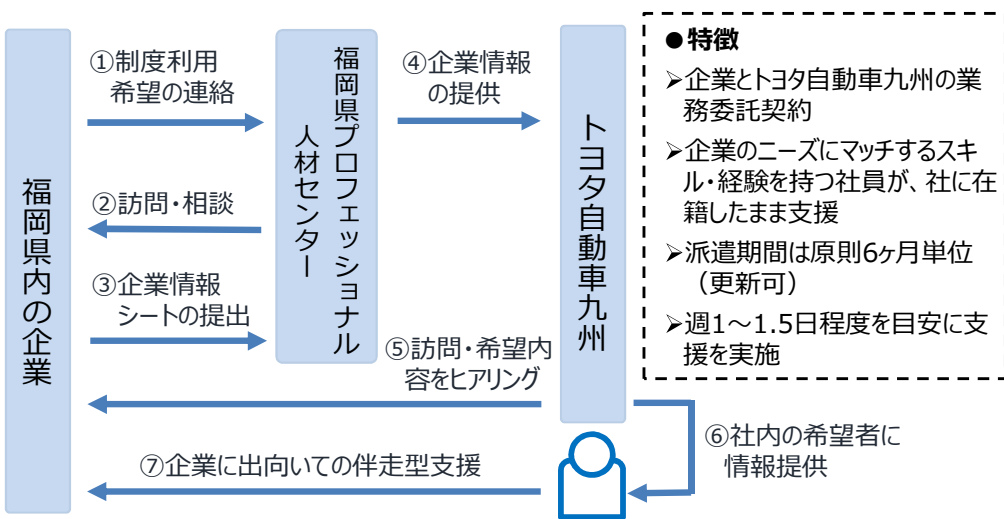 福岡県内の企業
①制度利用
希望の連絡
②訪問・相談
③企業情報
シートの提出
福岡県プロフェッショナル
人材センター
④企業情報
の提供
⑤訪問・希望内
容をヒアリング
⑦企業に出向いての伴走型支援
トヨタ自動車九州
⑥社内の希望者に
情報提供
●特徴
➢企業とトヨタ自動車九州の業
務委託契約
➢企業のニーズにマッチするスキ
ル・経験を持つ社員が、社に在
籍したまま支援
➢派遣期間は原則6ヶ月単位
（更新可）
➢週1～1.5日程度を目安に支
援を実施